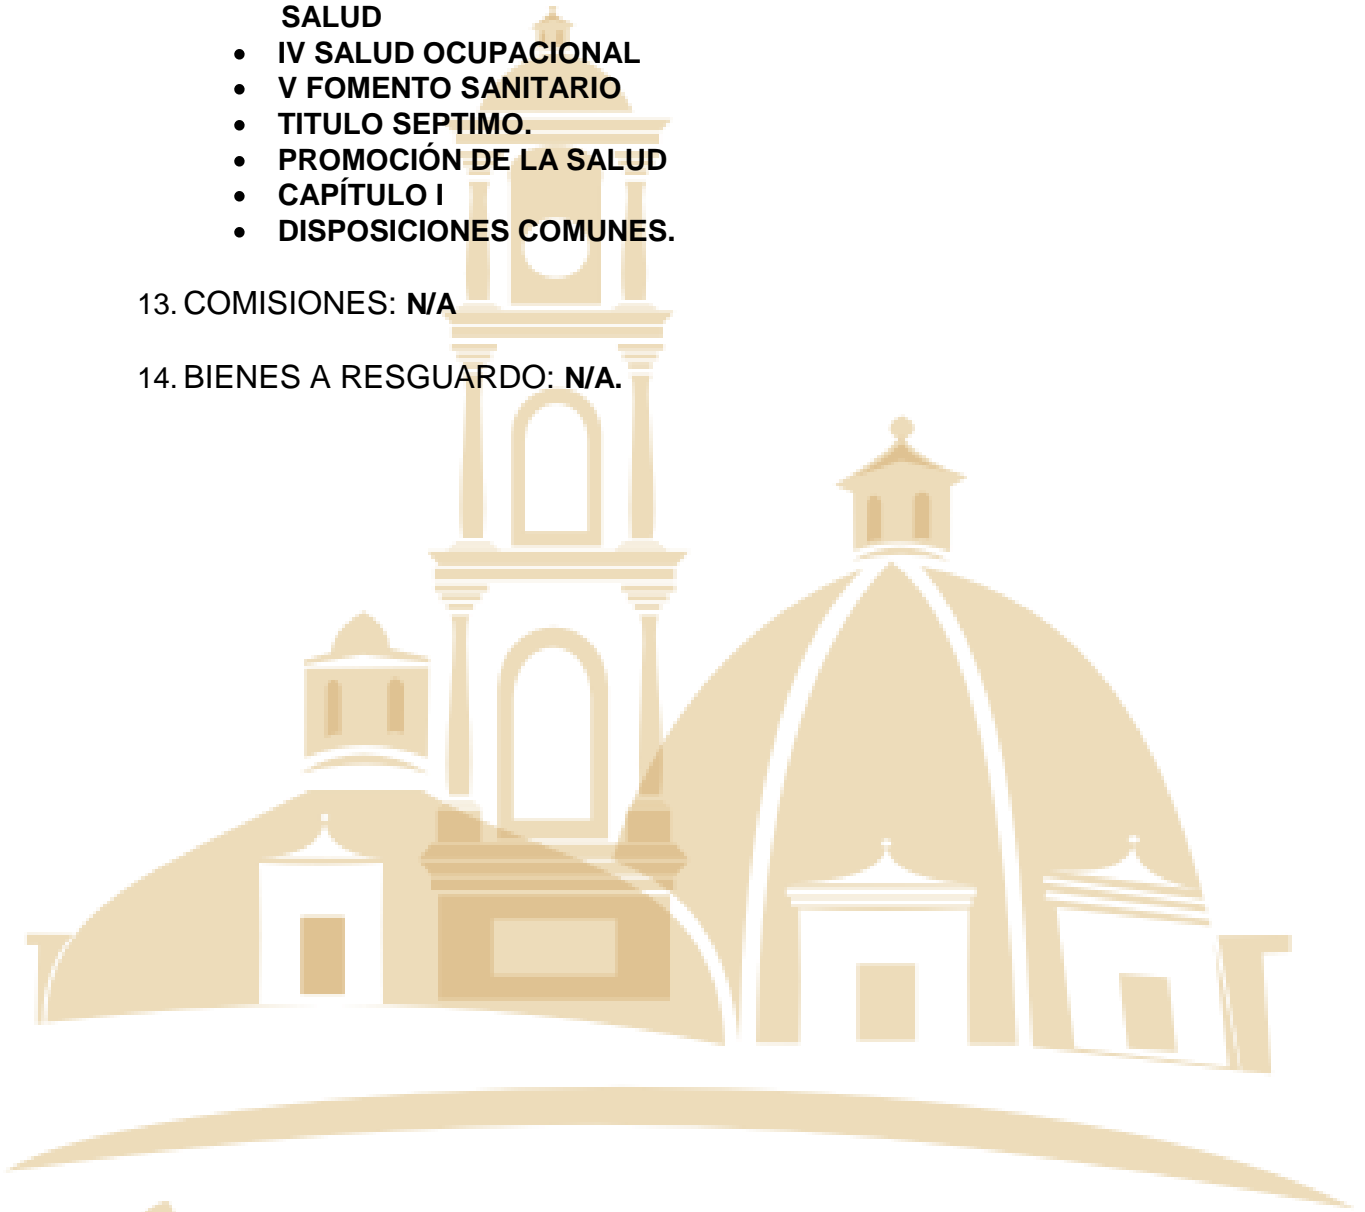 SALUD
• IV SALUD OCUPACIONAL
• V FOMENTO SANITARIO
• TITULO SEPTIMO.
• PROMOCIÓN DE LA SALUD
• CAPÍTULO I
• DISPOSICIONES COMUNES.
13. COMISIONES: N/A
14. BIENES A RESGUARDO: N/A.